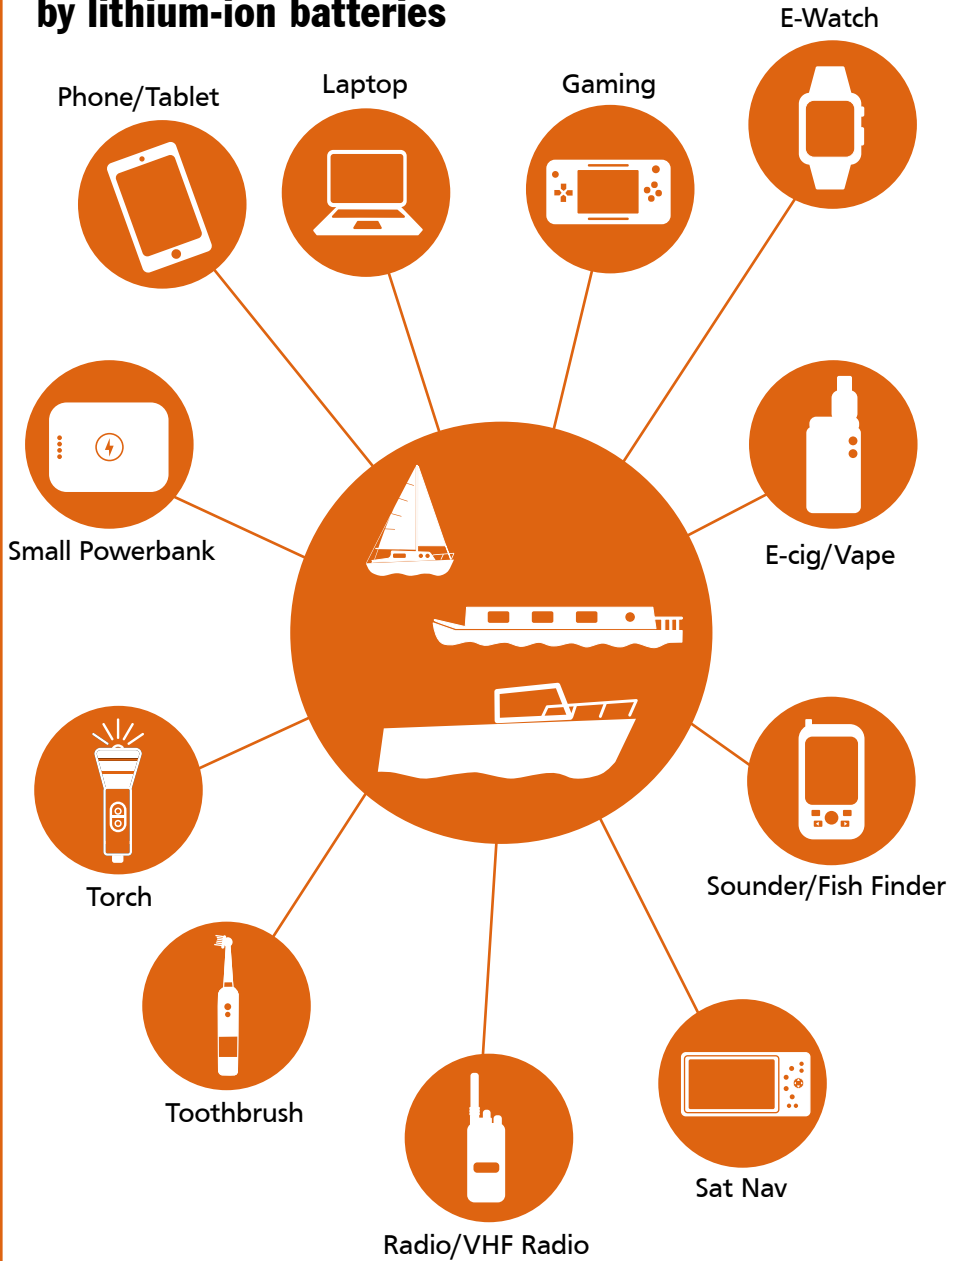 by lithium-ion batteries
E-Watch
Phone/Tablet
Laptop
Gaming
Small Powerbank
E-cig/Vape
Torch
Sounder/Fish Finder
Toothbrush
Sat Nav
Radio/VHF Radio